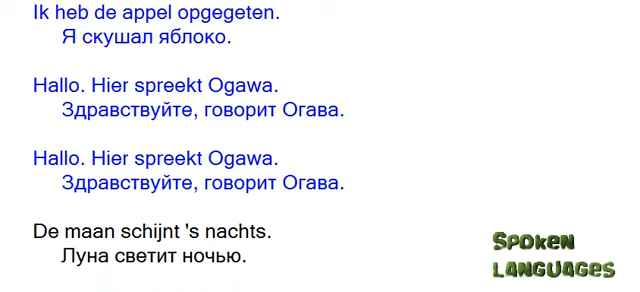 Ik heb de appel opgegeten.
Я скушал яблоко.
Hallo. Hier spreekt Ogawa.
Здравствуйте, говорит Огава.
Hallo. Hier spreekt Ogawa.
Здравствуйте, говорит Огава.
De maan schijnt 's nachts.
Луна светит ночью.
Spoken
Languages